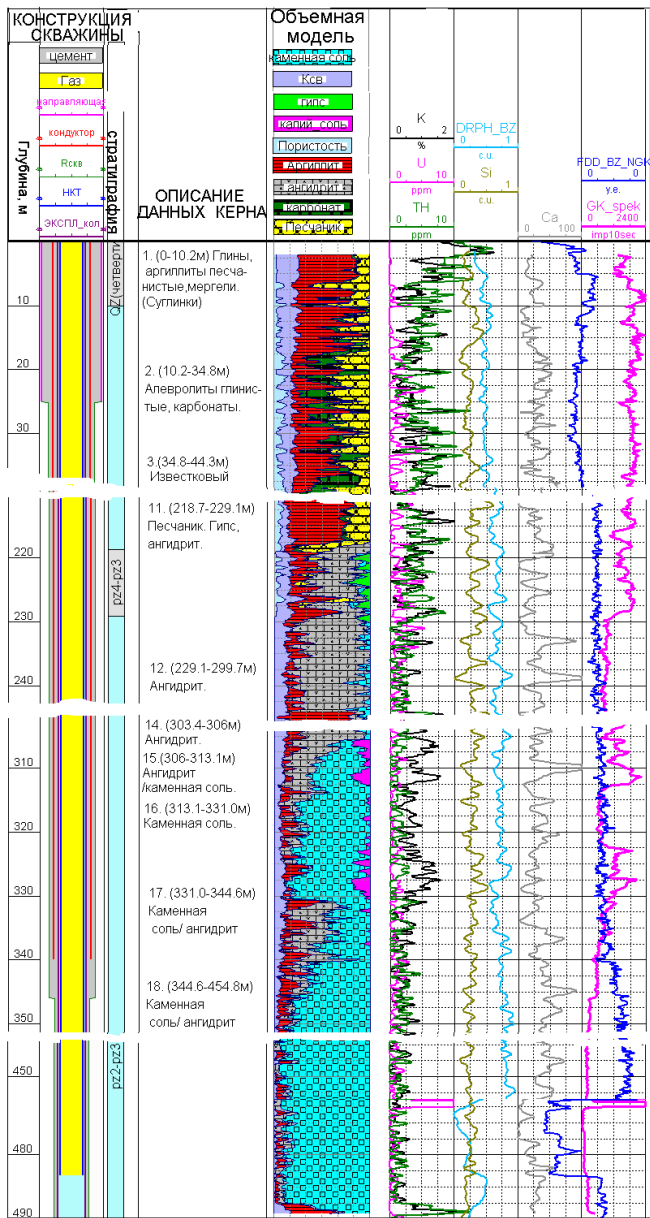 КОНСТРУКЦИЯ
СКВАЖИНЫ
цемент
Газ
направляющая
кондуктор
Rскв
НКТ
ЭКСПЛ_кол
Глубина, м
стратиграфия
ОПИСАНИЕ
ДАННЫХ КЕРНА
Объемная
модель
каменная соль
Ксв
гипс
калий_соль
Пористость
Аргиллит
ангидрит
карбонат
Песчаник
K
0 2
%
U
0 10
ppm
TH
0 10
ppm
DRPH_BZ
0 1
c.u.
Si
0 1
c.u.
Ca
0 100
FDD_BZ_NGK
0 0
y.e.
GK_spek
0 2400
imp10sec
QZ(четверти
1. (0-10.2м) Глины,
аргиллиты песча-
нистые,мергели.
(Суглинки)
10
20
2. (10.2-34.8м)
Алевролиты глинис-
тые, карбонаты.
30
3.(34.8-44.3м)
Известковый
11. (218.7-229.1м)
Песчаник. Гипс,
ангидрит.
220
pz4-pz3
230
12. (229.1-299.7м)
Ангидрит.
240
14. (303.4-306м)
Ангидрит.
15.(306-313.1м)
Ангидрит
/каменная соль.
310
16. (313.1-331.0м)
Каменная соль.
320
330
17. (331.0-344.6м)
Каменная
соль/ ангидрит
340
18. (344.6-454.8м)
Каменная
соль/ ангидрит
350
pz2-pz3
450
480
490